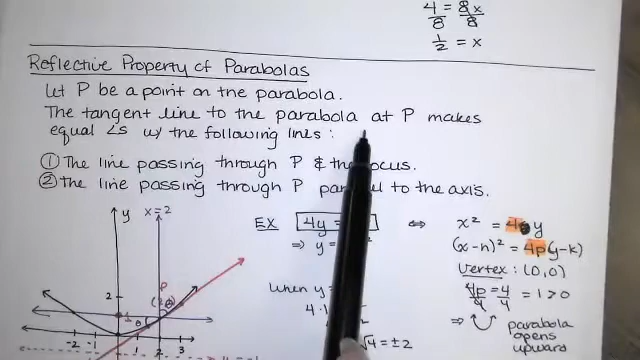 4 = 8x
8 8
1/2 = x
Reflective Property of Parabolas
Let P be a point on the parabola.
The tangent line to the parabola at P makes
equal ∠s w/ the following lines:
① The line passing through P & the focus.
② The line passing through P to the axis.
y x=2
EX 4y = ⇔ x² = 4 y
⇒ y = (x-h)² = 4p(y-k)
Vertex: (0,0)
2 P
When y = 4p = 4 = 1 > 0
4 4
4·1
1
⇒ parabola
opens
upward
√4 = ±2
-2 -1 1 2 3